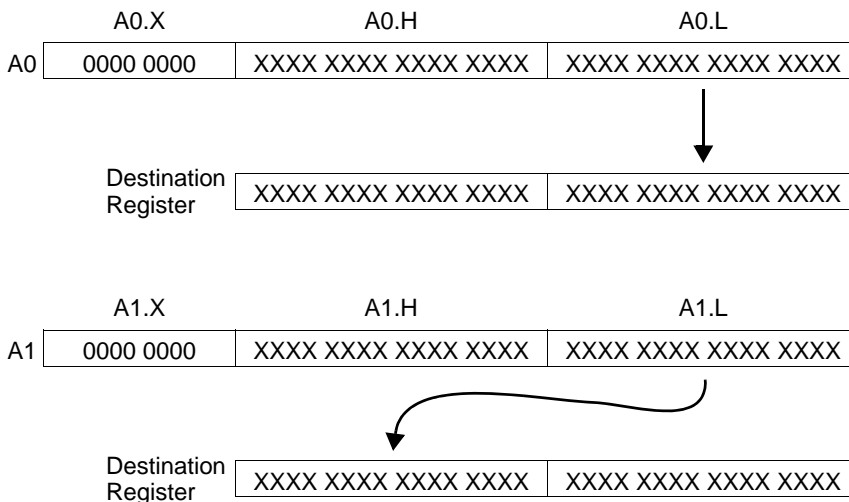 A0.X A0.H A0.L
A0 0000 0000 XXXX XXXX XXXX XXXX XXXX XXXX XXXX XXXX
Destination
Register XXXX XXXX XXXX XXXX XXXX XXXX XXXX XXXX
A1.X A1.H A1.L
A1 0000 0000 XXXX XXXX XXXX XXXX XXXX XXXX XXXX XXXX
Destination
Register XXXX XXXX XXXX XXXX XXXX XXXX XXXX XXXX